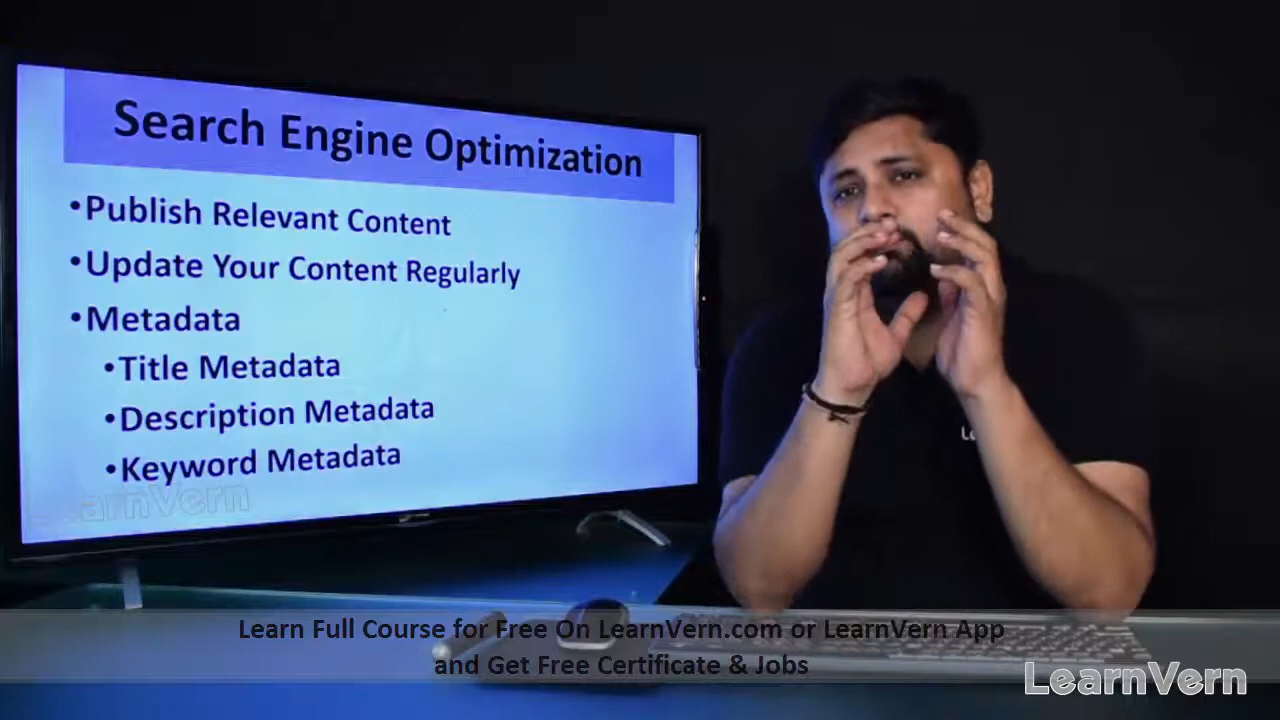 Search Engine Optimization
•Publish Relevant Content
•Update Your Content Regularly
•Metadata
•Title Metadata
•Description Metadata
•Keyword Metadata
LearnVern
Learn Full Course for Free On LearnVern.com or LearnVern App
and Get Free Certificate & Jobs
LearnVern